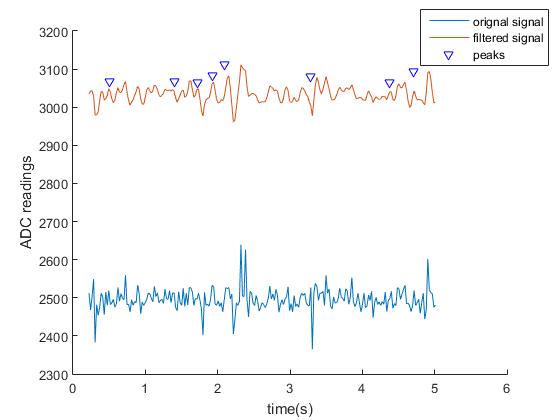 orignal signal
filtered signal
peaks
3200
3100
3000
2900
2800
2700
2600
2500
2400
2300
ADC readings
0 1 2 3 4 5 6
time(s)